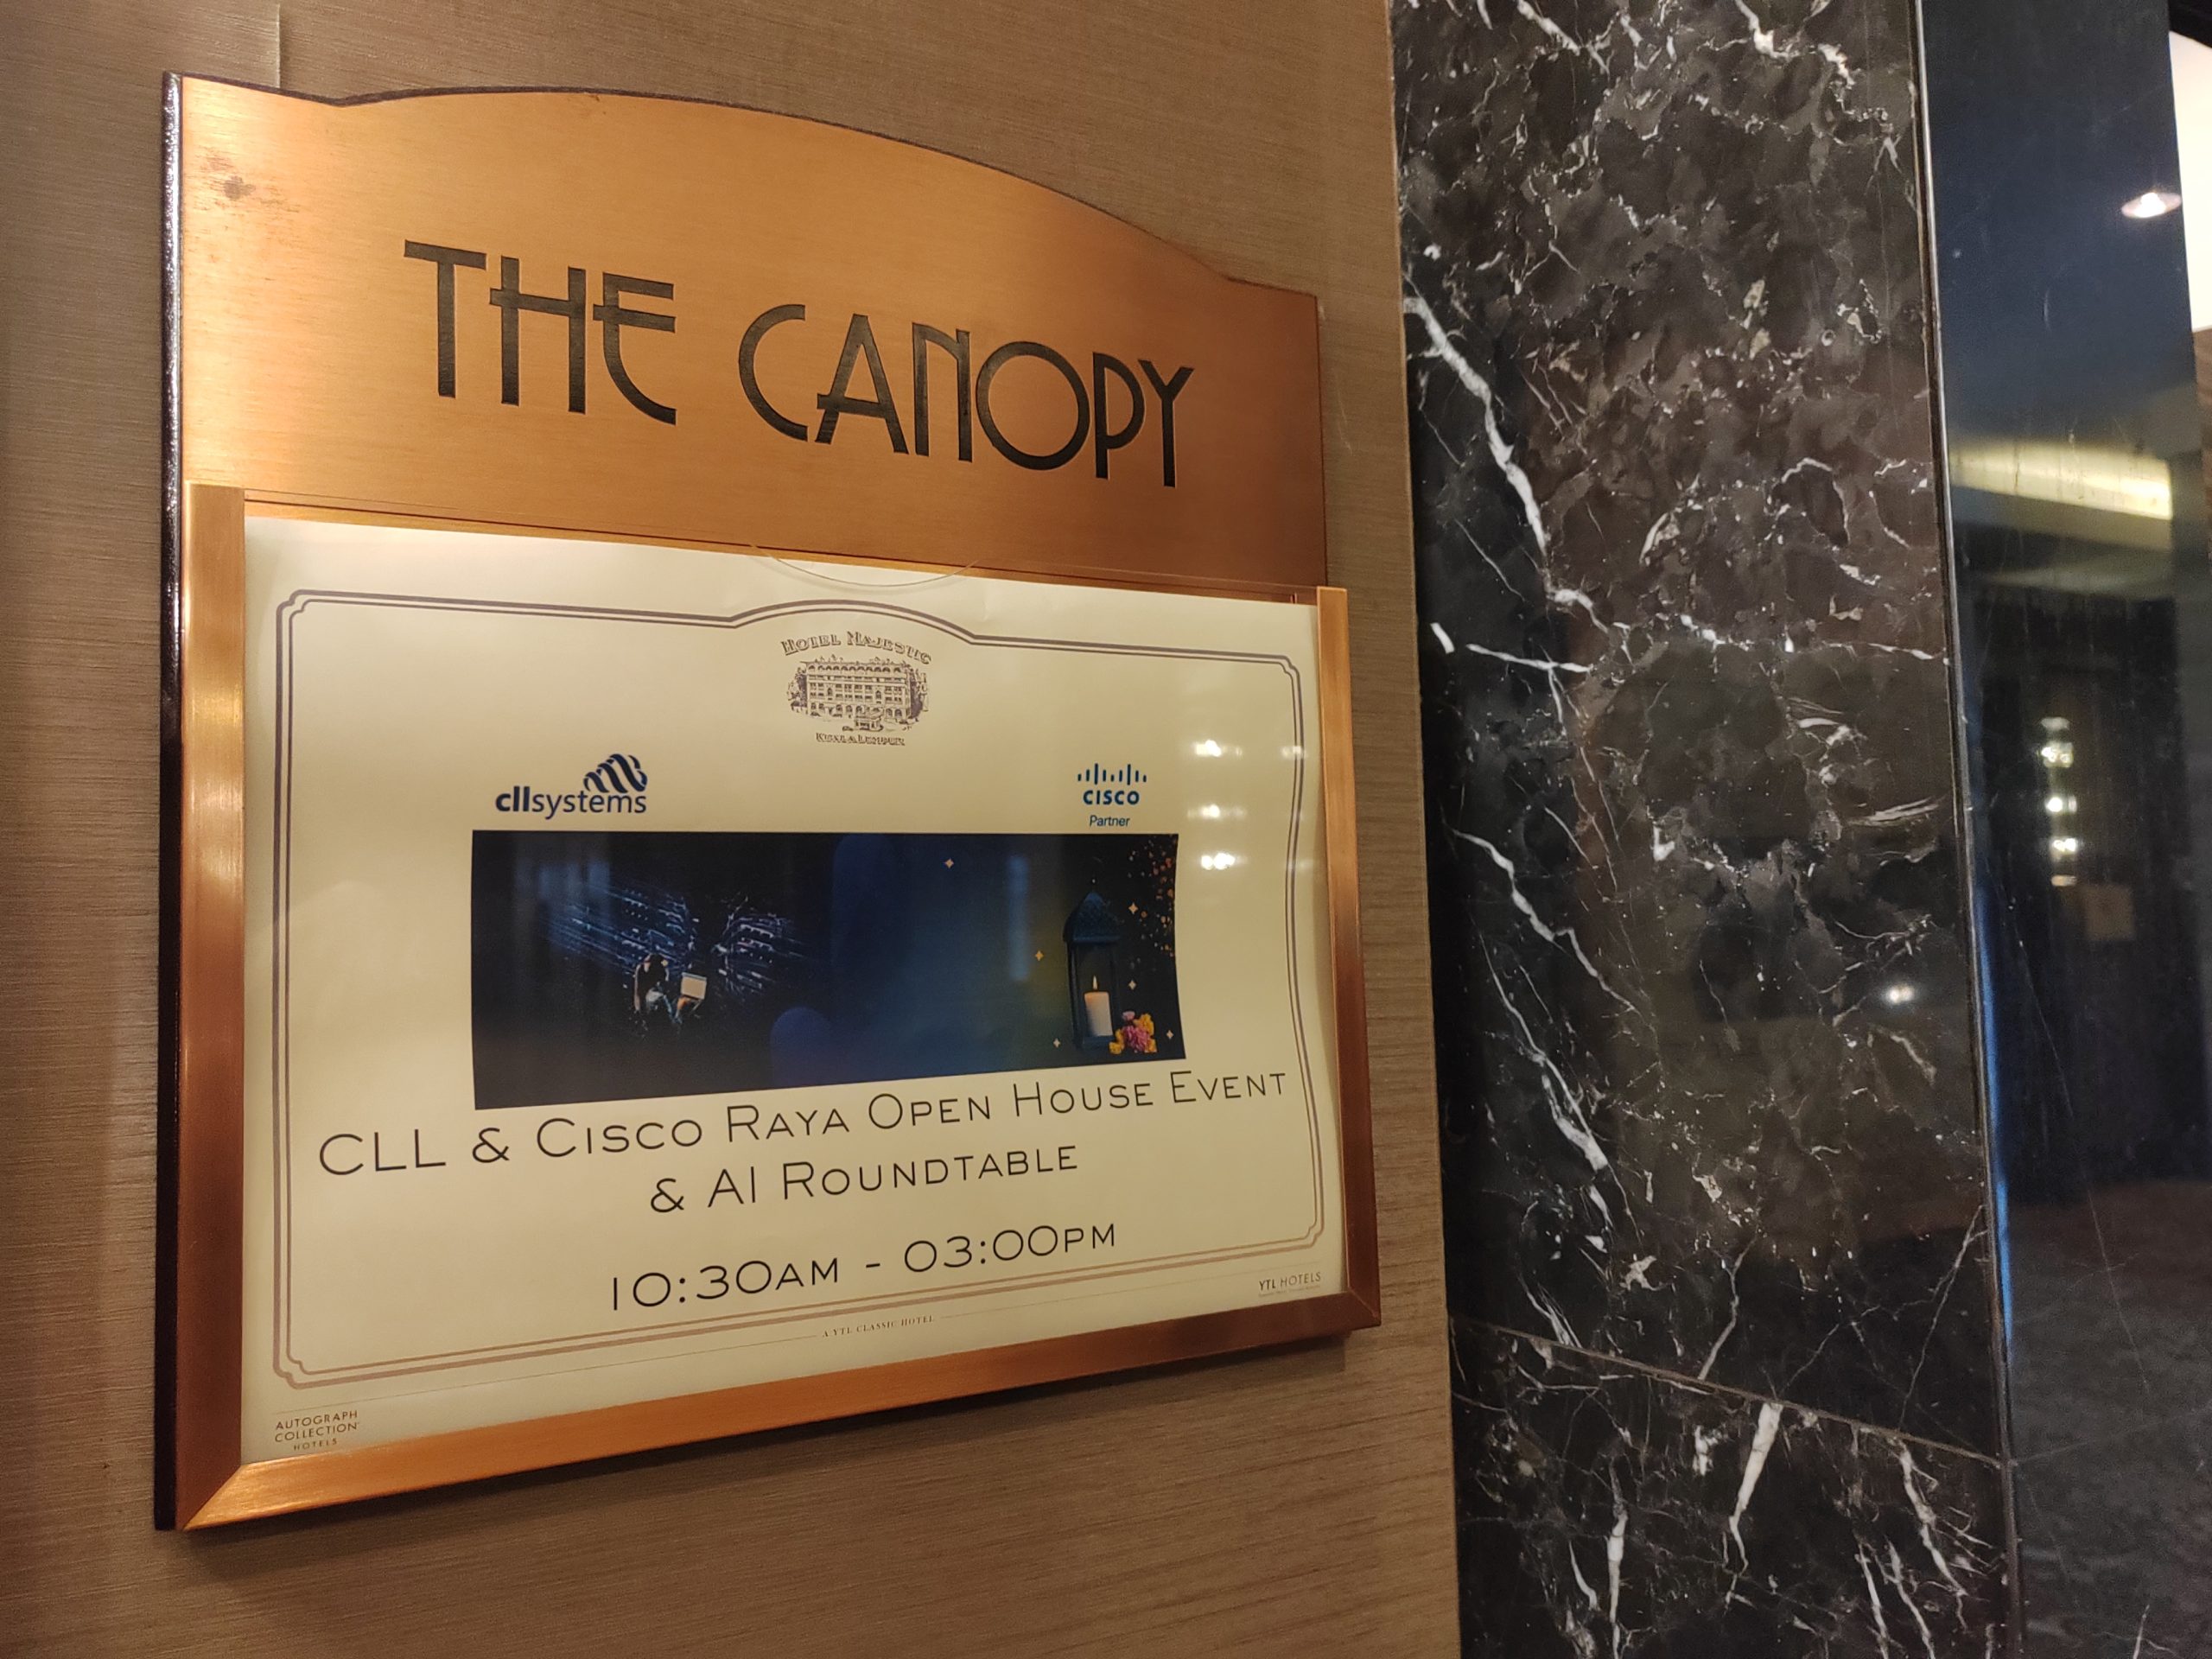 THE CANOPY
HOTEL MAJESTIC
KUALA LUMPUR
cllsystems
CISCO
Partner
CLL & CISCO RAYA OPEN HOUSE EVENT
& AI ROUNDTABLE
10:30AM - 03:00PM
YTL HOTELS
A YTL CLASSIC HOTEL
AUTOGRAPH
COLLECTION
HOTELS